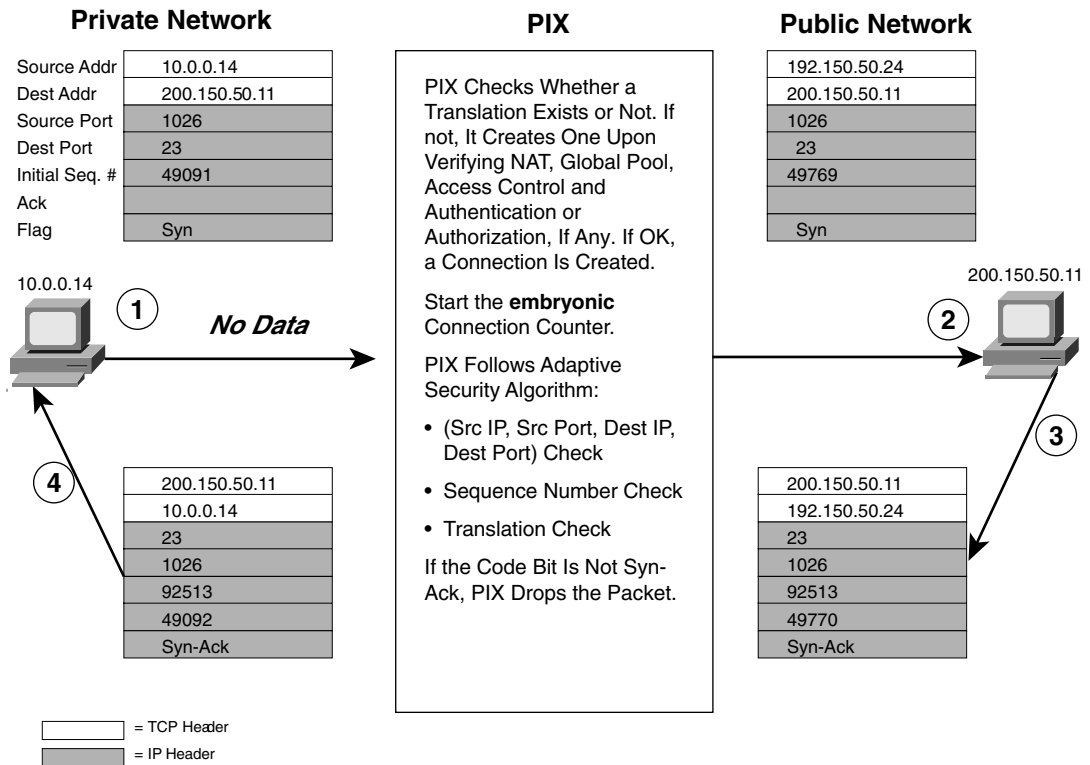 Private Network
PIX
Public Network
Source Addr 10.0.0.14
Dest Addr 200.150.50.11
Source Port 1026
Dest Port 23
Initial Seq. # 49091
Ack
Flag Syn
192.150.50.24
200.150.50.11
1026
23
49769
Syn
PIX Checks Whether a
Translation Exists or Not. If
not, It Creates One Upon
Verifying NAT, Global Pool,
Access Control and
Authentication or
Authorization, If Any. If OK,
a Connection Is Created.
Start the embryonic
Connection Counter.
PIX Follows Adaptive
Security Algorithm:
• (Src IP, Src Port, Dest IP,
Dest Port) Check
• Sequence Number Check
• Translation Check
If the Code Bit Is Not Syn-
Ack, PIX Drops the Packet.
10.0.0.14
1
No Data
2
200.150.50.11
3
4
200.150.50.11
10.0.0.14
23
1026
92513
49092
Syn-Ack
200.150.50.11
192.150.50.24
23
1026
92513
49770
Syn-Ack
= TCP Header
= IP Header